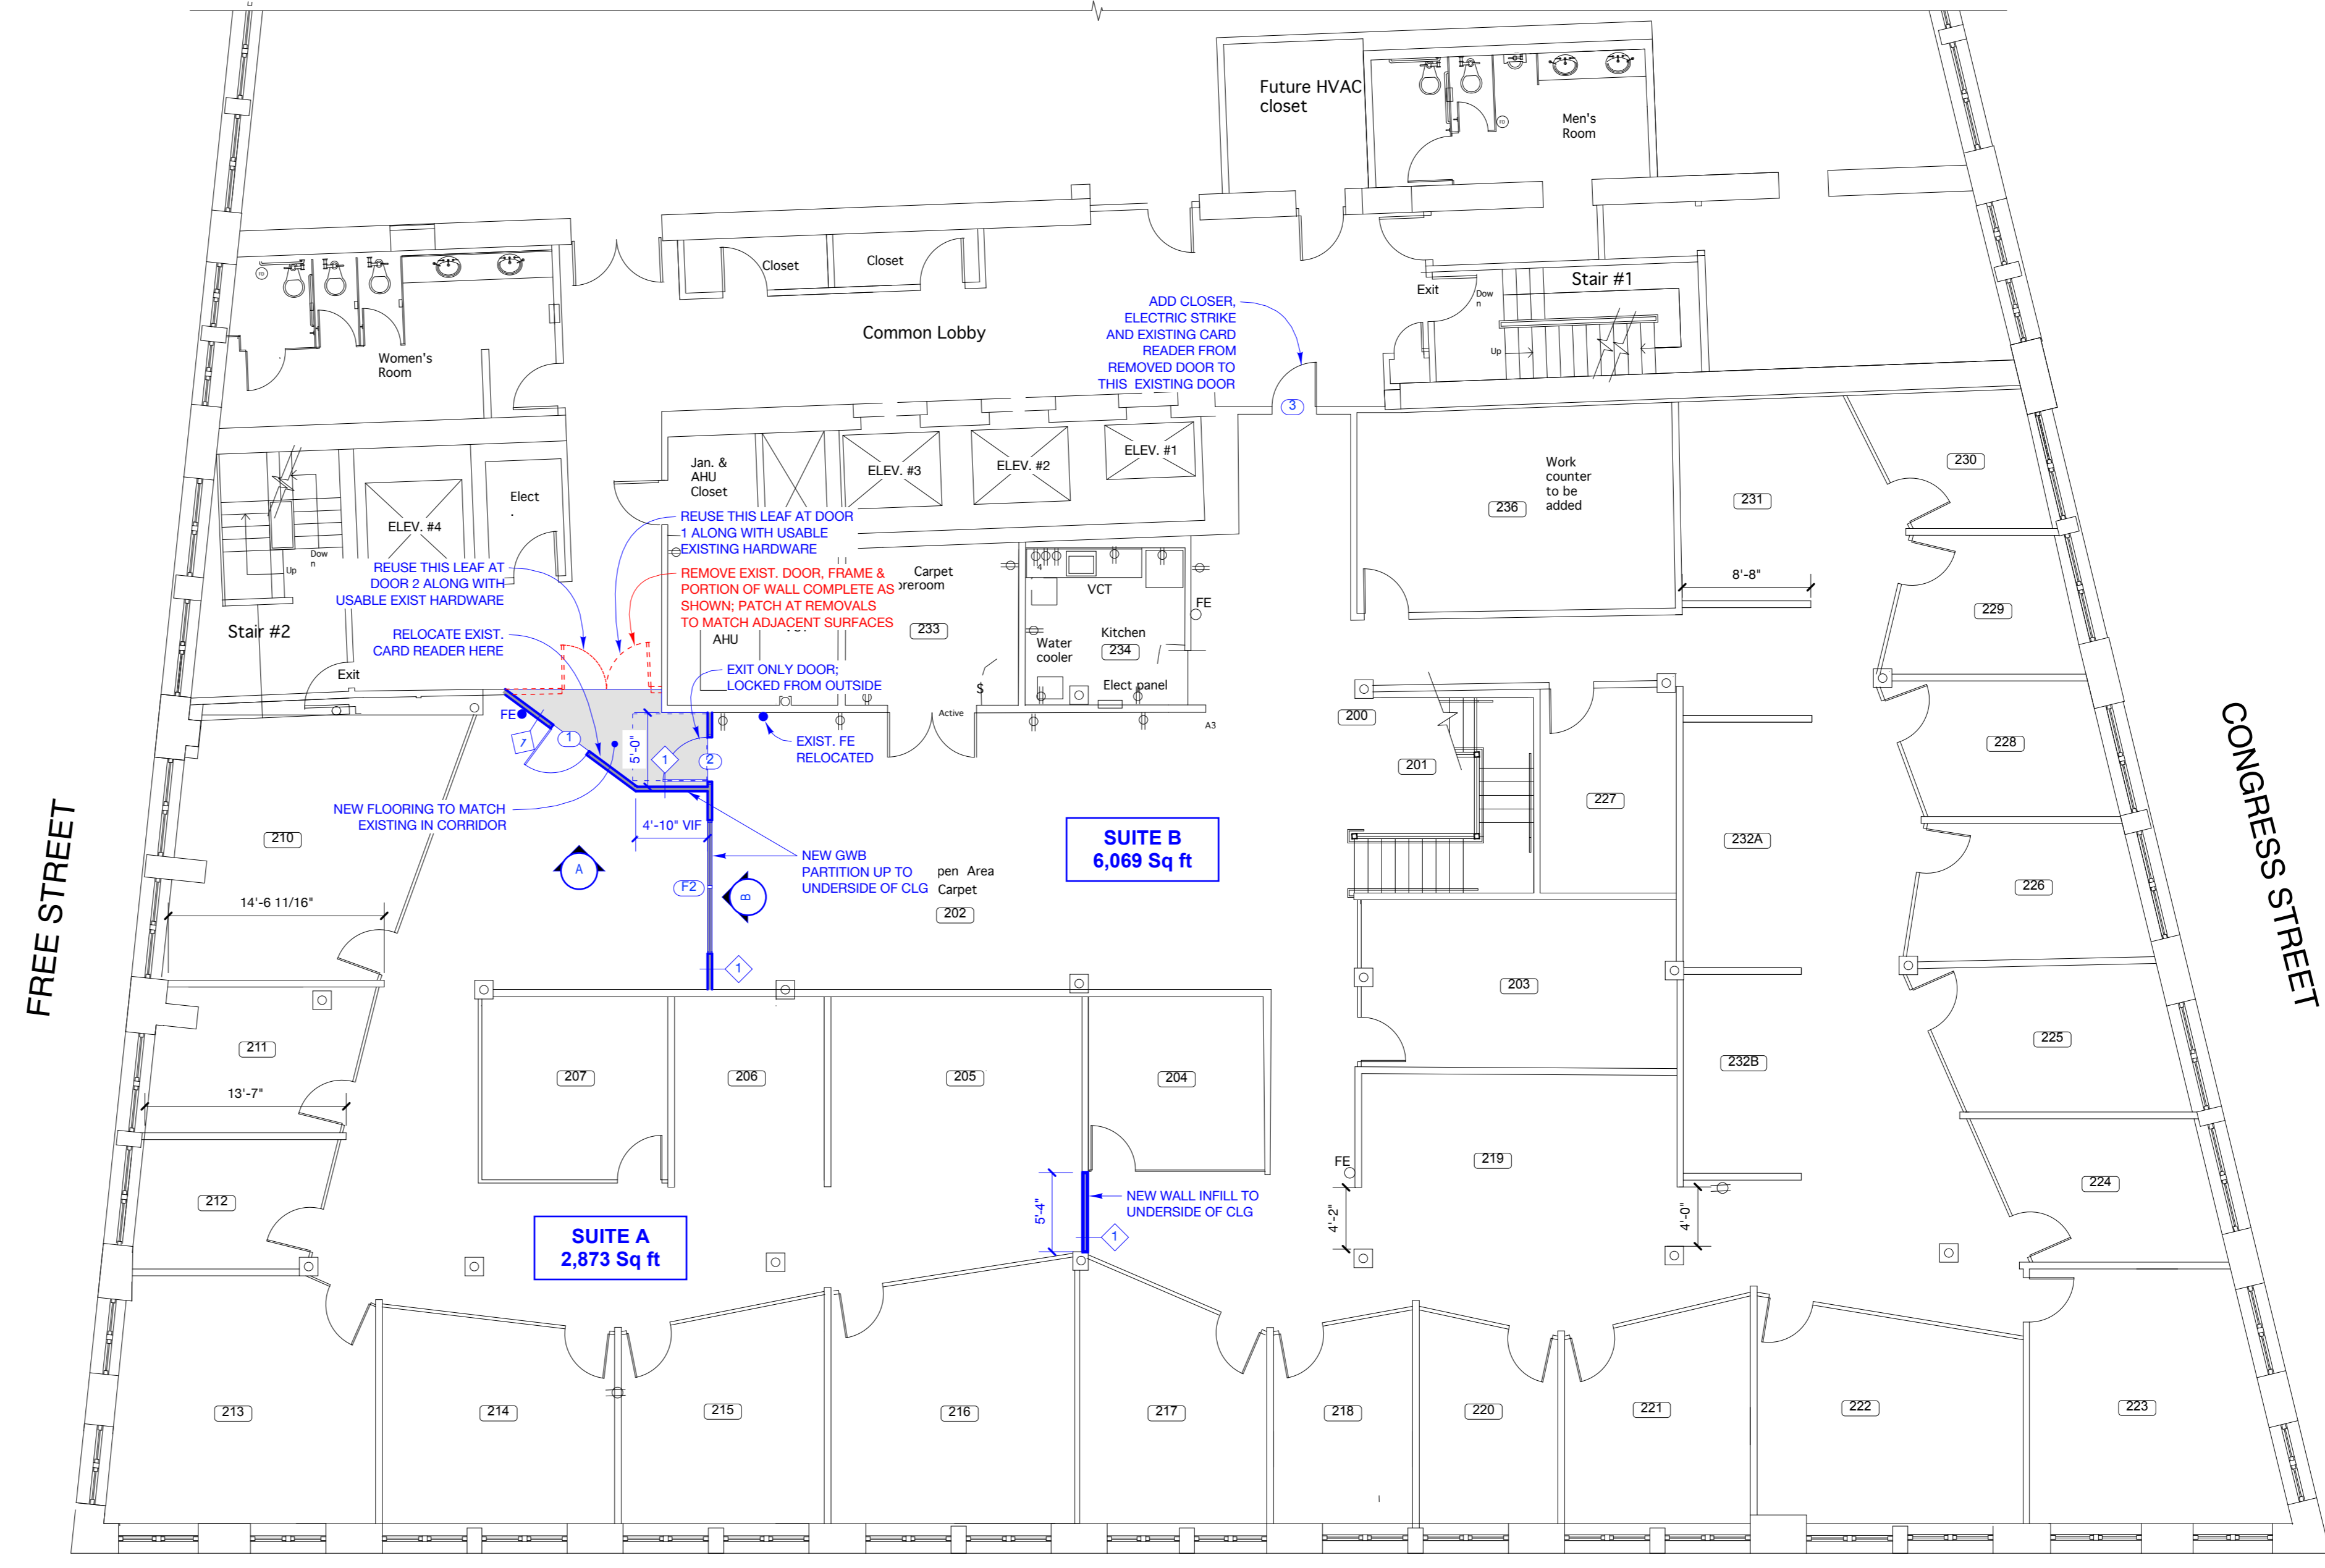 Future HVAC
closet
Men's
Room
FD
FD
Closet
Closet
Women's
Room
Common Lobby
Exit
Dow
n
Stair #1
Up
ADD CLOSER,
ELECTRIC STRIKE
AND EXISTING CARD
READER FROM
REMOVED DOOR TO
THIS EXISTING DOOR
3
Jan. &
AHU
Closet
ELEV. #3
ELEV. #2
ELEV. #1
Elect
.
ELEV. #4
Dow
n
Up
Stair #2
Exit
Work
counter
to be
added
236
231
230
229
8'-8"
REUSE THIS LEAF AT DOOR
1 ALONG WITH USABLE
EXISTING HARDWARE
REUSE THIS LEAF AT
DOOR 2 ALONG WITH
USABLE EXIST HARDWARE
REMOVE EXIST. DOOR, FRAME &
PORTION OF WALL COMPLETE AS
SHOWN; PATCH AT REMOVALS
TO MATCH ADJACENT SURFACES
Carpet
oreroom
AHU
233
4
VCT
FE
Kitchen
234
Water
cooler
Elect panel
$
Active
A3
RELOCATE EXIST.
CARD READER HERE
EXIT ONLY DOOR;
LOCKED FROM OUTSIDE
FE
1
1
5'-0"
1
2
EXIST. FE
RELOCATED
NEW FLOORING TO MATCH
EXISTING IN CORRIDOR
4'-10" VIF
A
F2
B
NEW GWB
PARTITION UP TO
UNDERSIDE OF CLG
pen Area
Carpet
202
1
SUITE B
6,069 Sq ft
200
201
227
228
232A
226
203
225
232B
219
224
FREE STREET
CONGRESS STREET
210
14'-6 11/16"
211
13'-7"
212
207
206
205
204
FE
4'-2"
4'-0"
5'-4"
NEW WALL INFILL TO
UNDERSIDE OF CLG
1
SUITE A
2,873 Sq ft
213
214
215
216
217
218
220
221
222
223